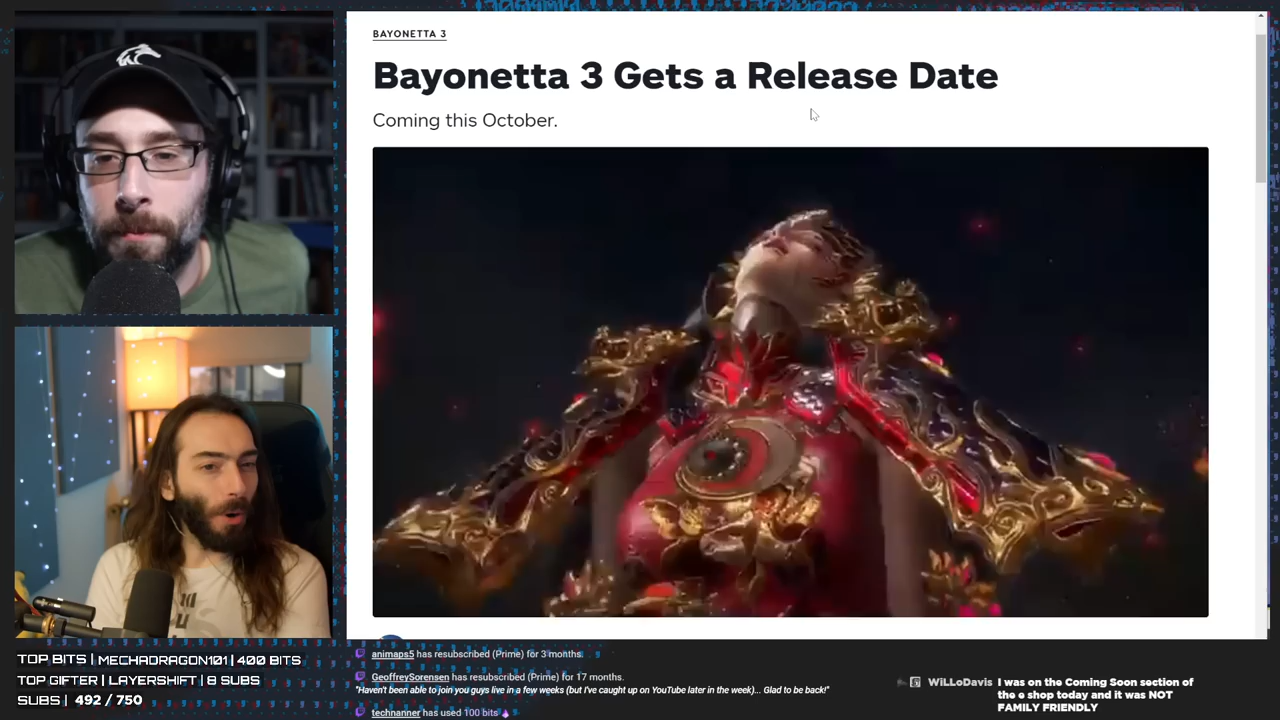 BAYONETTA 3
Bayonetta 3 Gets a Release Date
Coming this October.
TOP BITS | MECHADRAGON101 | 400 BITS
TOP GIFTER | LAYERSHIFT | 8 SUBS
SUBS | 492 / 750
animaps5 has resubscribed (Prime) for 3 months.
GeoffreySorensen has resubscribed (Prime) for 17 months.
"Haven't been able to join you guys live in a few weeks (but I've caught up on YouTube later in the week)... Glad to be back!"
technanner has used 100 bits
WiLLoDavis I was on the Coming Soon section of
the e shop today and it was NOT
FAMILY FRIENDLY